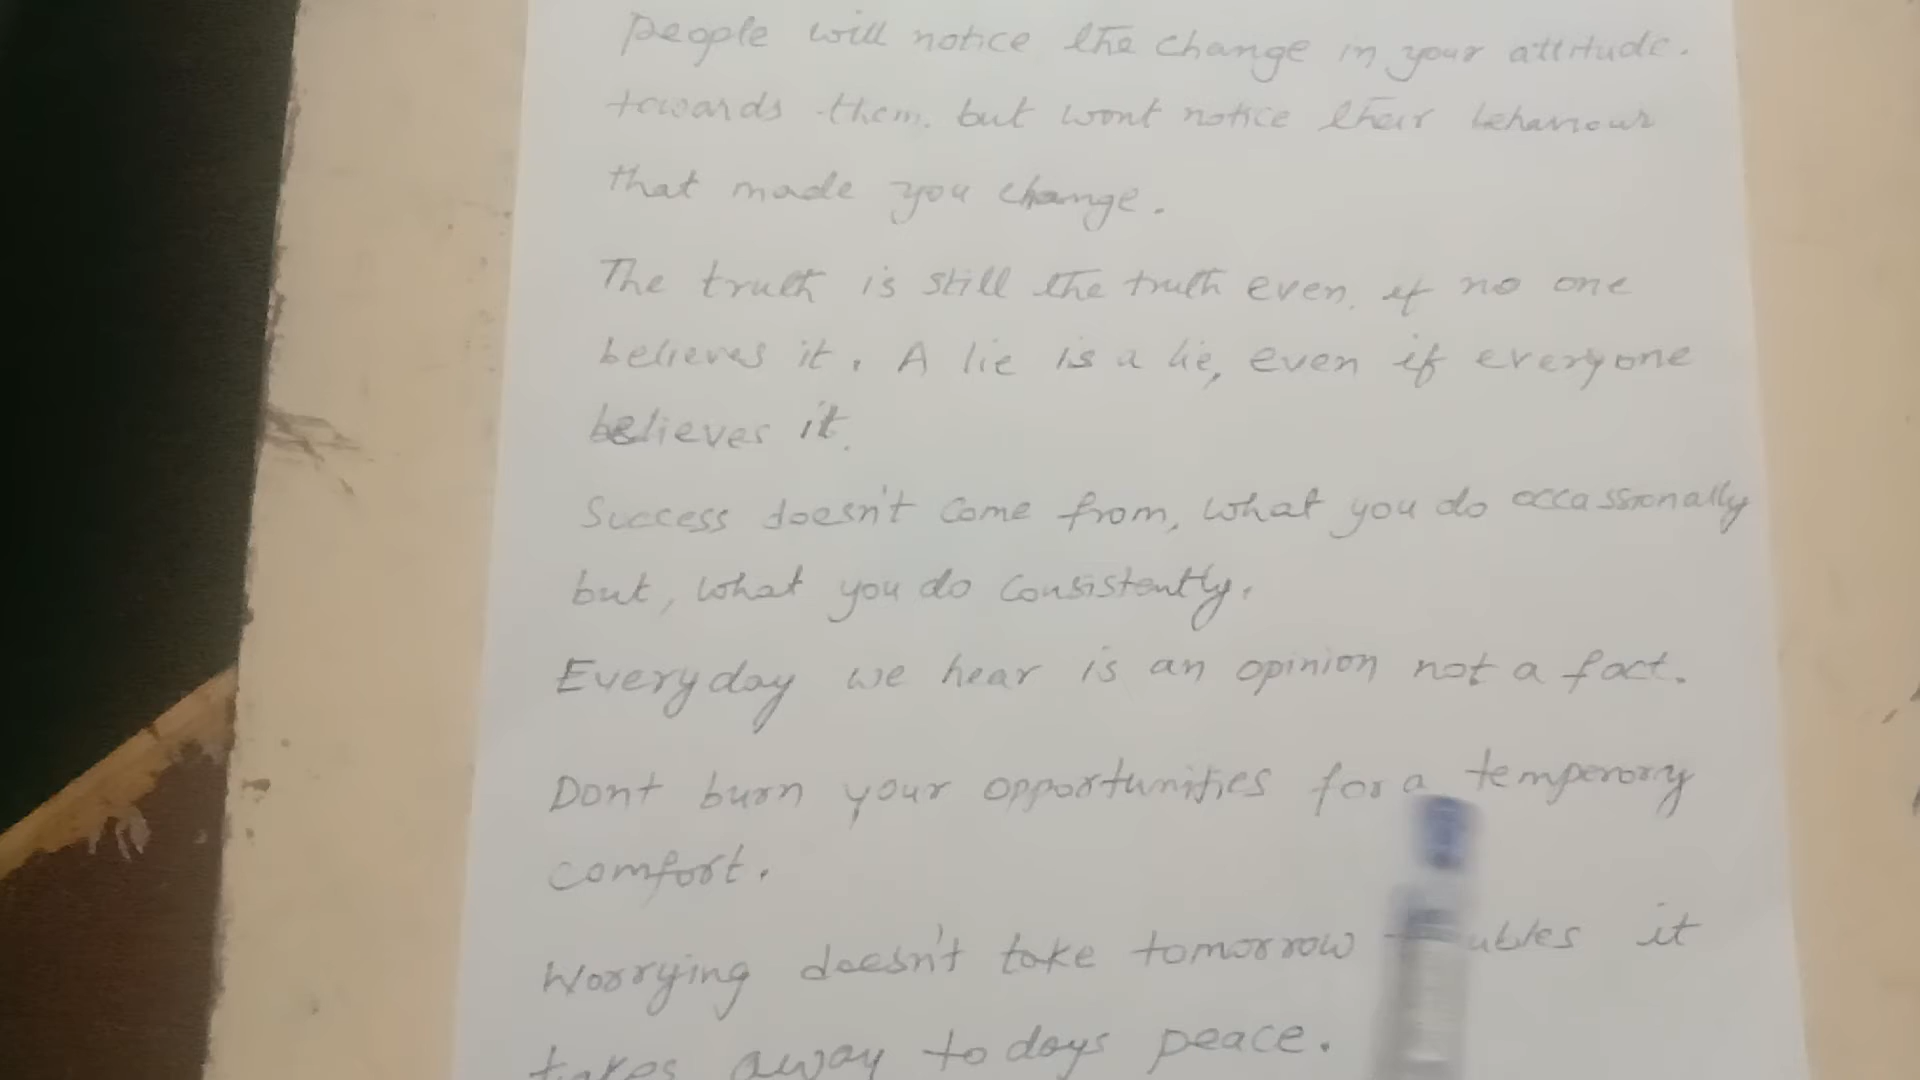 People will notice the change in your attitude.
towards them. but wont notice their behaviour
that made you change.
The truth is still the truth even, if no one
believes it. A lie is a lie, even if everyone
believes it.
Success doesn't come from, what you do occassionally
but, what you do consistently.
Everyday we hear is an opinion not a fact.
Dont burn your opportunities for a temperory
comfort.
Worrying doesn't take tomorrow it
takes away todays peace.